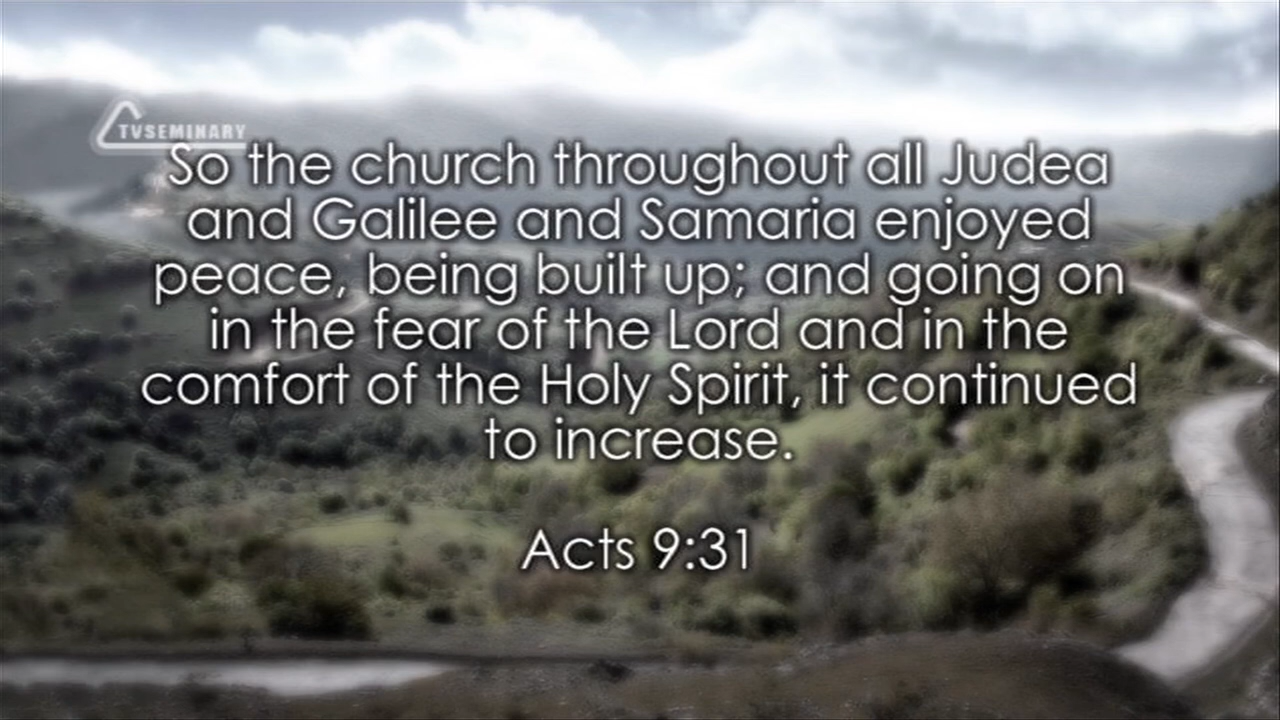 TVSEMINARY
So the church throughout all Judea
and Galilee and Samaria enjoyed
peace, being built up; and going on
in the fear of the Lord and in the
comfort of the Holy Spirit, it continued
to increase.
Acts 9:31